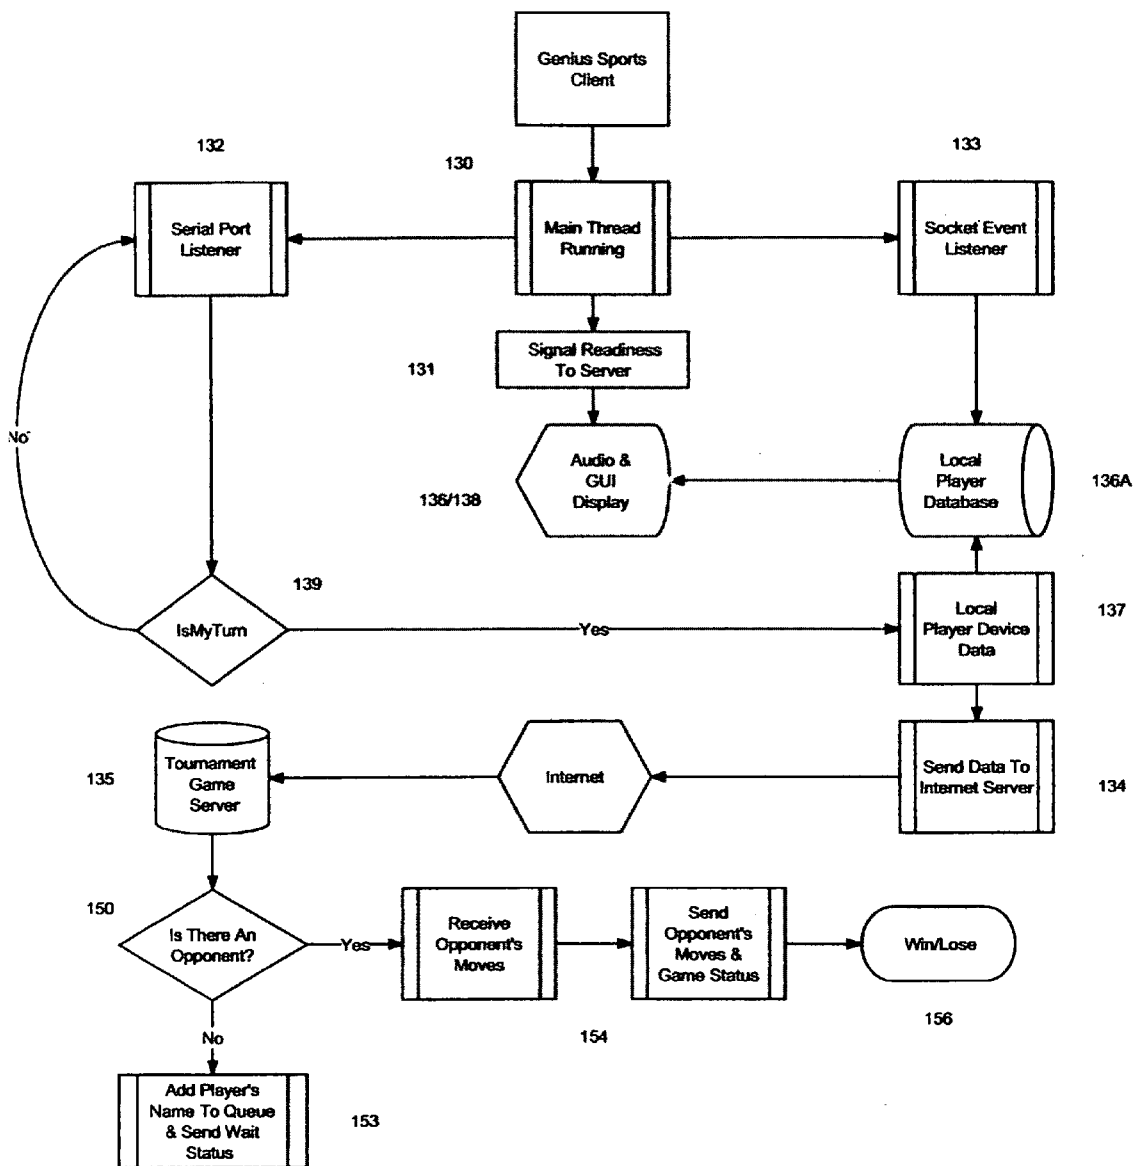 Genius Sports
Client
132
130
133
Serial Port
Listener
Main Thread
Running
Socket Event
Listener
Signal Readiness
To Server
131
No
Audio &
GUI
Display
136/138
Local
Player
Database
136A
139
IsMyTurn
Yes
Local
Player Device
Data
137
Tournament
Game
Server
135
Internet
Send Data To
Internet Server
134
150
Is There An
Opponent?
Yes
Receive
Opponent's
Moves
Send
Opponent's
Moves &
Game Status
Win/Lose
154
156
No
Add Player's
Name To Queue
& Send Wait
Status
153